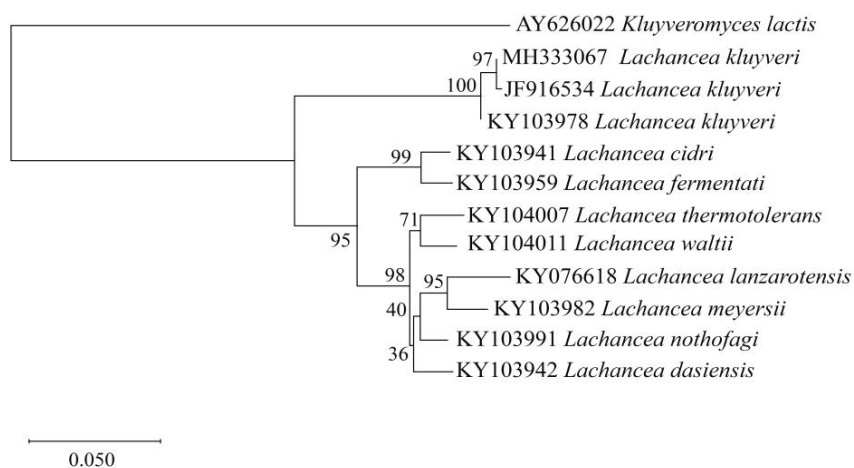 AY626022 Kluyveromyces lactis
97 MH333067 Lachancea kluyveri
100 JF916534 Lachancea kluyveri
KY103978 Lachancea kluyveri
99 KY103941 Lachancea cidri
KY103959 Lachancea fermentati
71 KY104007 Lachancea thermotolerans
95 KY104011 Lachancea waltii
98 95 KY076618 Lachancea lanzarotensis
40 KY103982 Lachancea meyersii
KY103991 Lachancea nothofagi
36 KY103942 Lachancea dasiensis
0.050